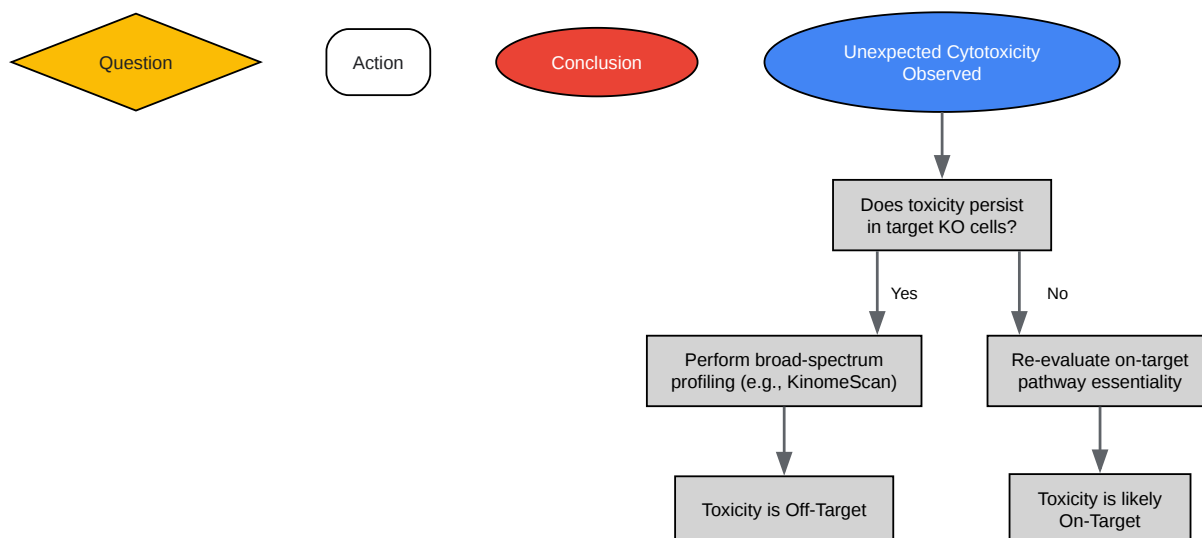 Question
Action
Conclusion
Unexpected Cytotoxicity
Observed
Does toxicity persist
in target KO cells?
Yes
No
Perform broad-spectrum
profiling (e.g., KinomeScan)
Re-evaluate on-target
pathway essentiality
Toxicity is Off-Target
Toxicity is likely
On-Target